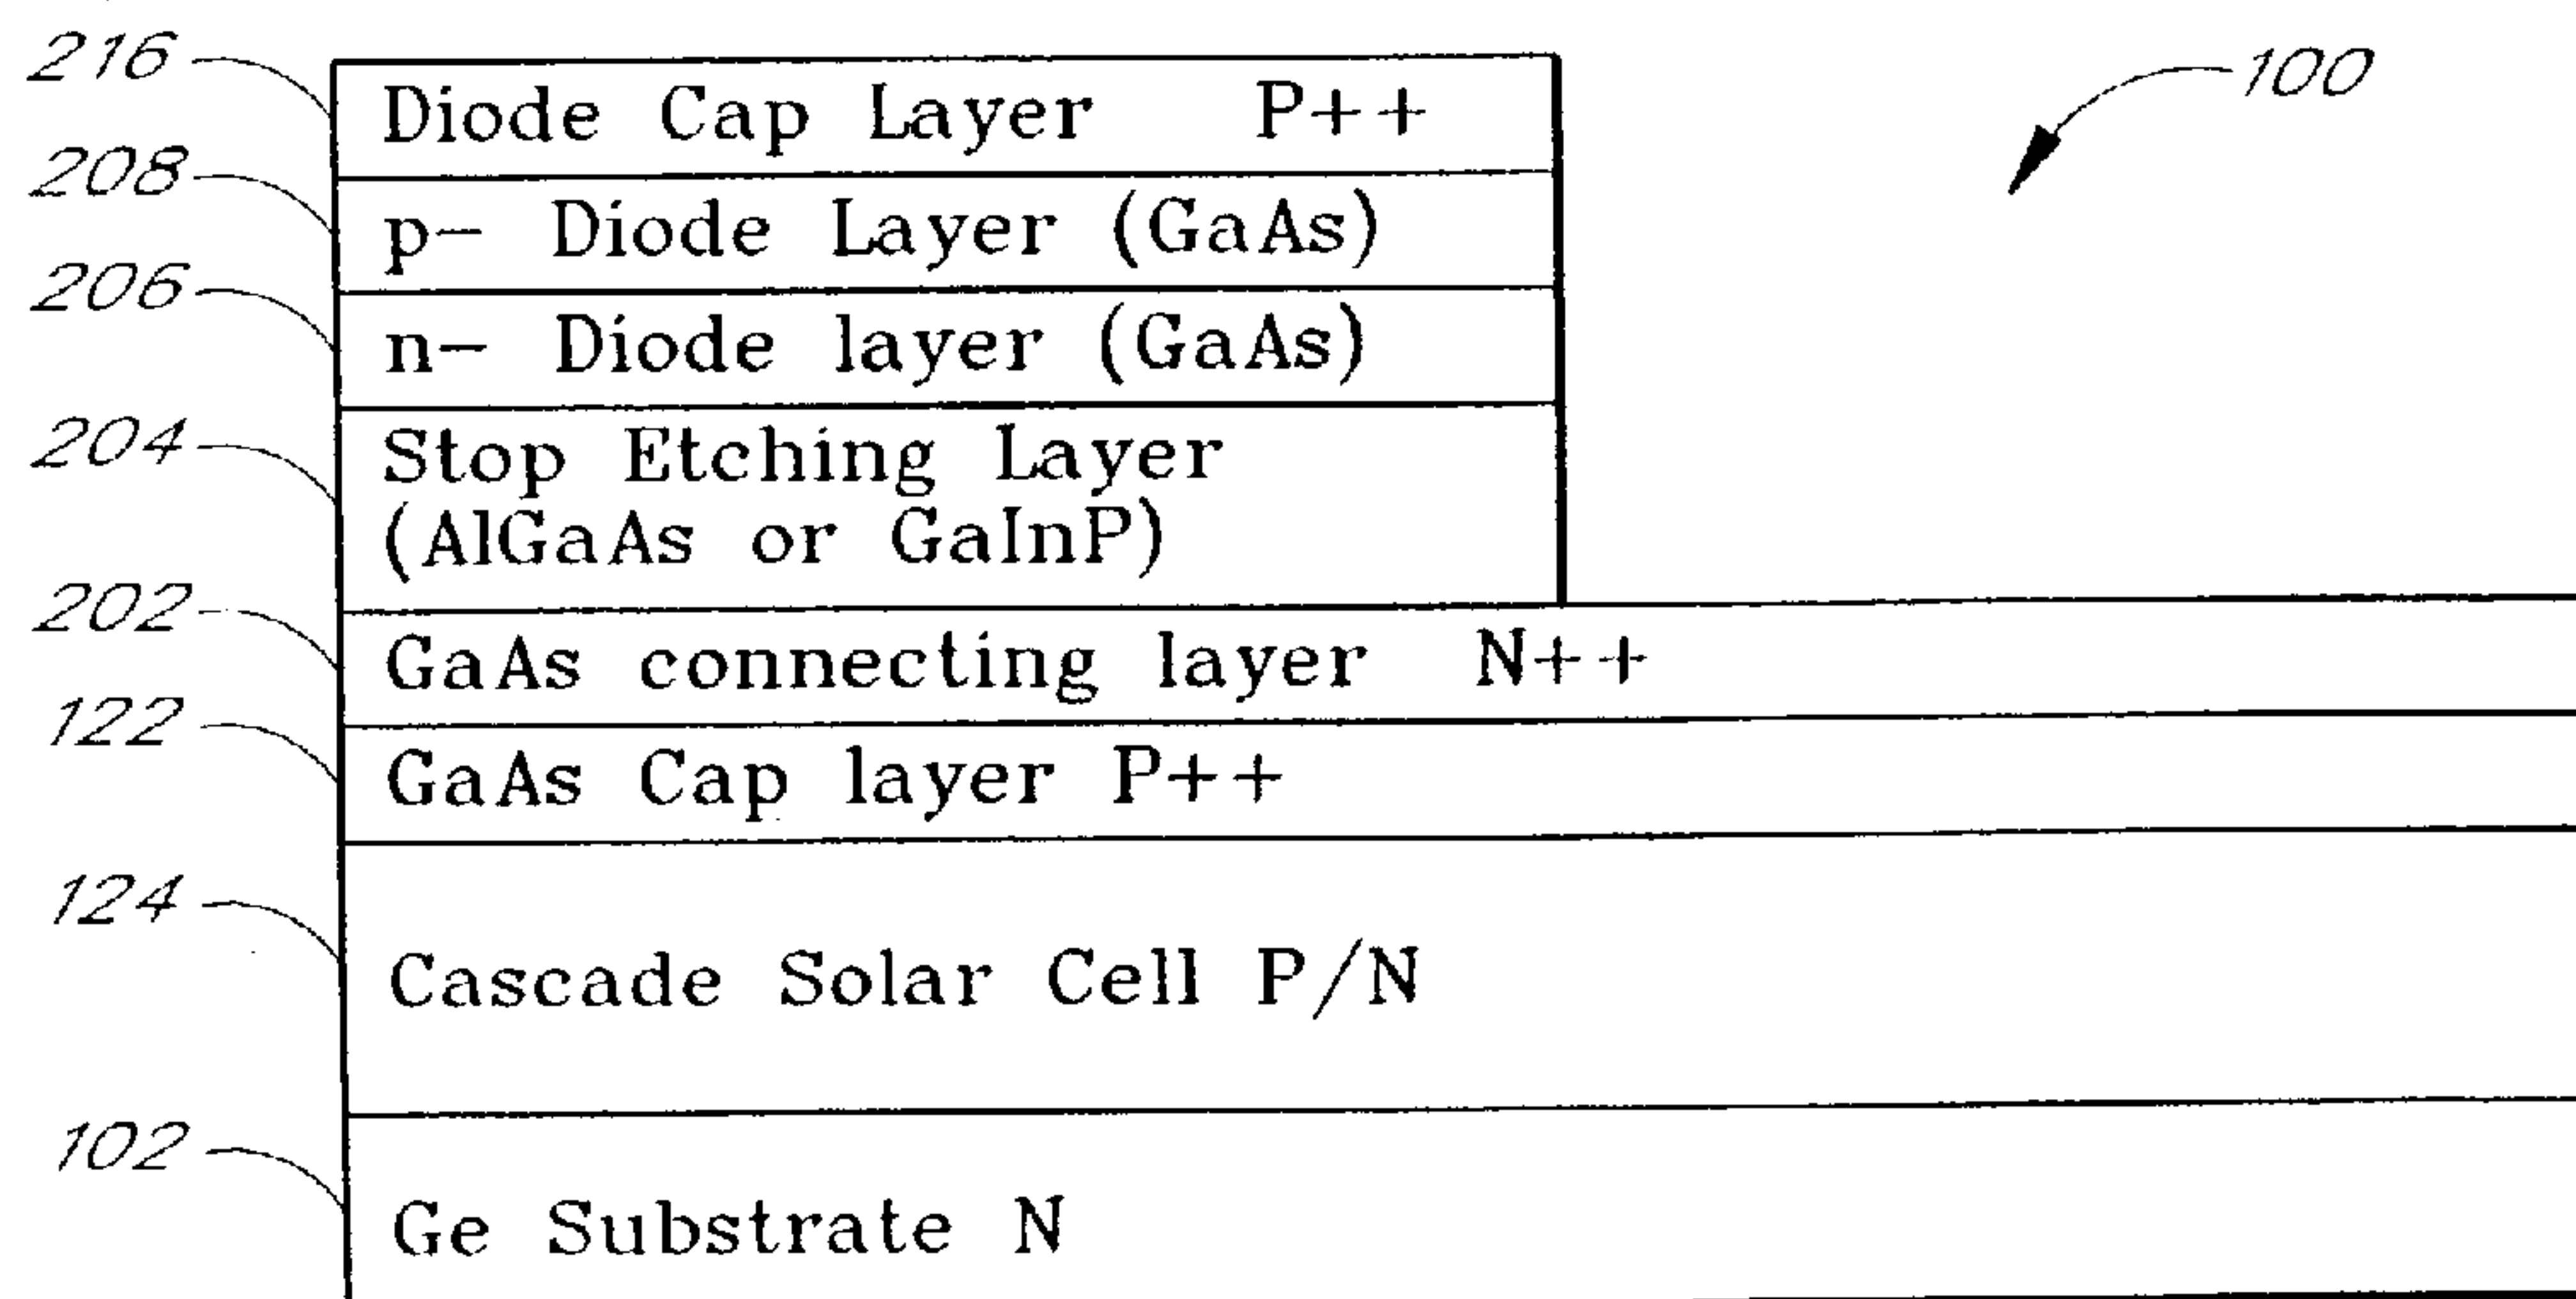 216
Diode Cap Layer P++
100
208
p- Diode Layer (GaAs)
206
n- Diode layer (GaAs)
204
Stop Etching Layer
(AlGaAs or GaInP)
202
GaAs connecting layer N++
122
GaAs Cap layer P++
124
Cascade Solar Cell P/N
102
Ge Substrate N